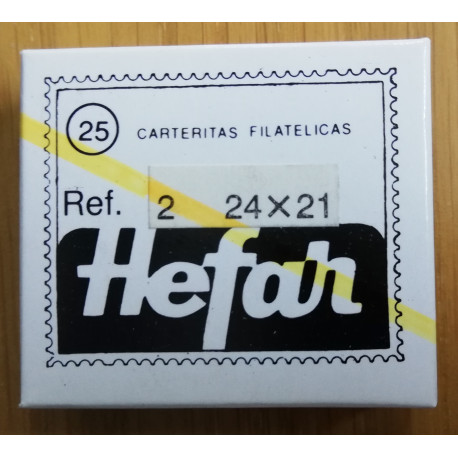 25 CARTERITAS FILATELICAS
Ref. 2 24×21
Hefar